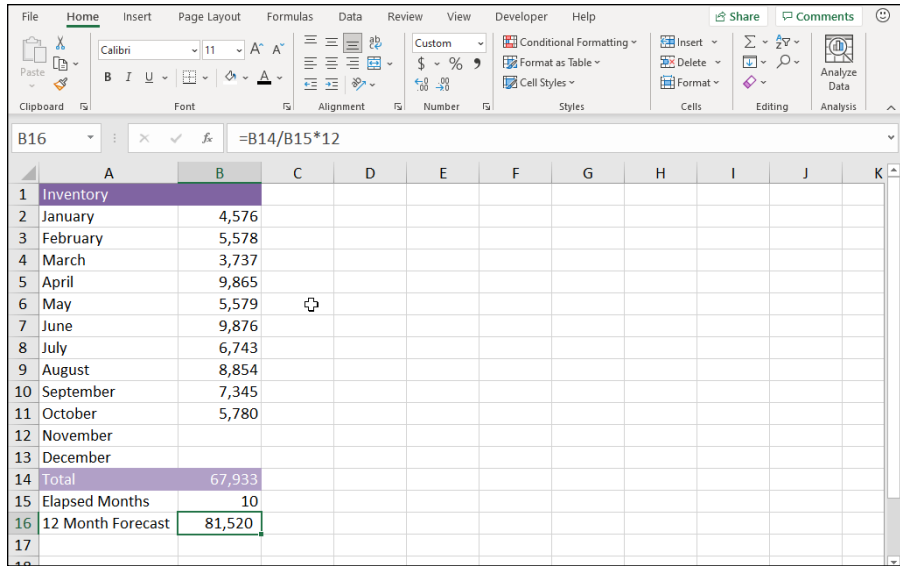 File Home Insert Page Layout Formulas Data Review View Developer Help Share Comments
Paste
Calibri 11 A^ A˅ ab Custom Conditional Formatting Insert Σ
B I U A $ % 9 Format as Table Delete
Cell Styles Format Analyze
Data
Clipboard Font Alignment Number Styles Cells Editing Analysis
B16 fx =B14/B15*12
A B C D E F G H I J K
1 Inventory
2 January 4,576
3 February 5,578
4 March 3,737
5 April 9,865
6 May 5,579
7 June 9,876
8 July 6,743
9 August 8,854
10 September 7,345
11 October 5,780
12 November
13 December
14 Total 67,933
15 Elapsed Months 10
16 12 Month Forecast 81,520
17